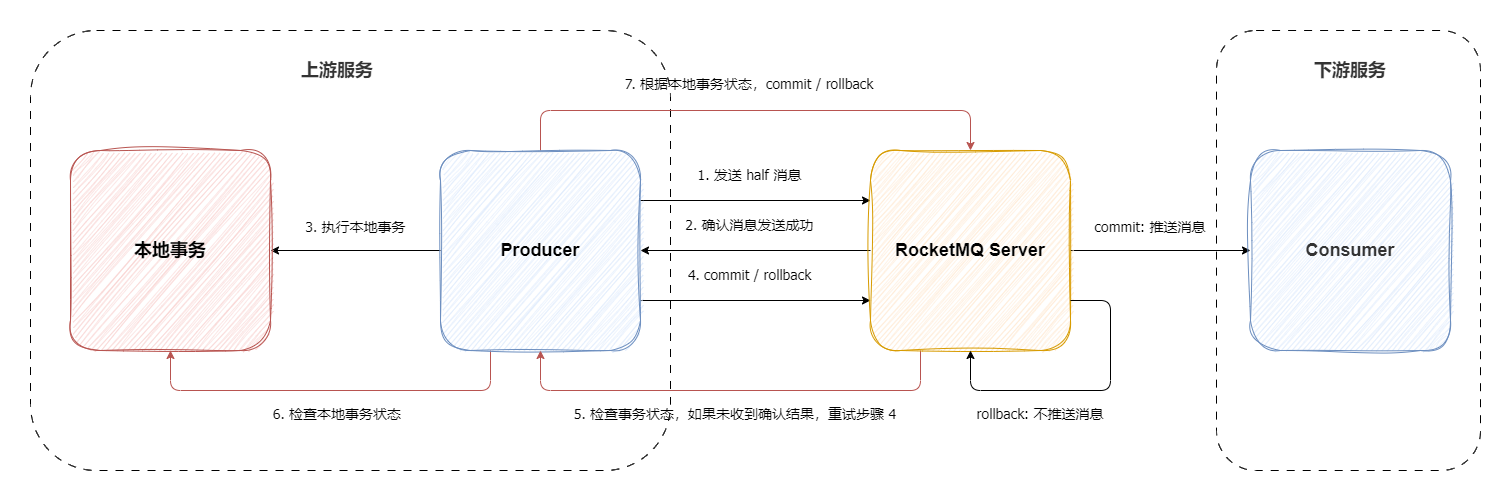 上游服务
下游服务
7. 根据本地事务状态，commit / rollback
1. 发送 half 消息
3. 执行本地事务
2. 确认消息发送成功
commit: 推送消息
本地事务
Producer
RocketMQ Server
Consumer
4. commit / rollback
6. 检查本地事务状态
5. 检查事务状态，如果未收到确认结果，重试步骤 4
rollback: 不推送消息